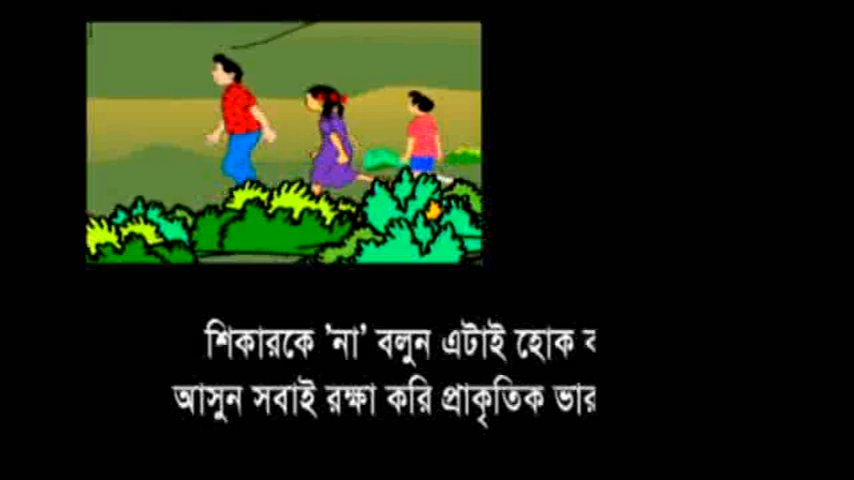 শিকারকে 'না' বলুন এটাই হোক
আসুন সবাই রক্ষা করি প্রাকৃতিক